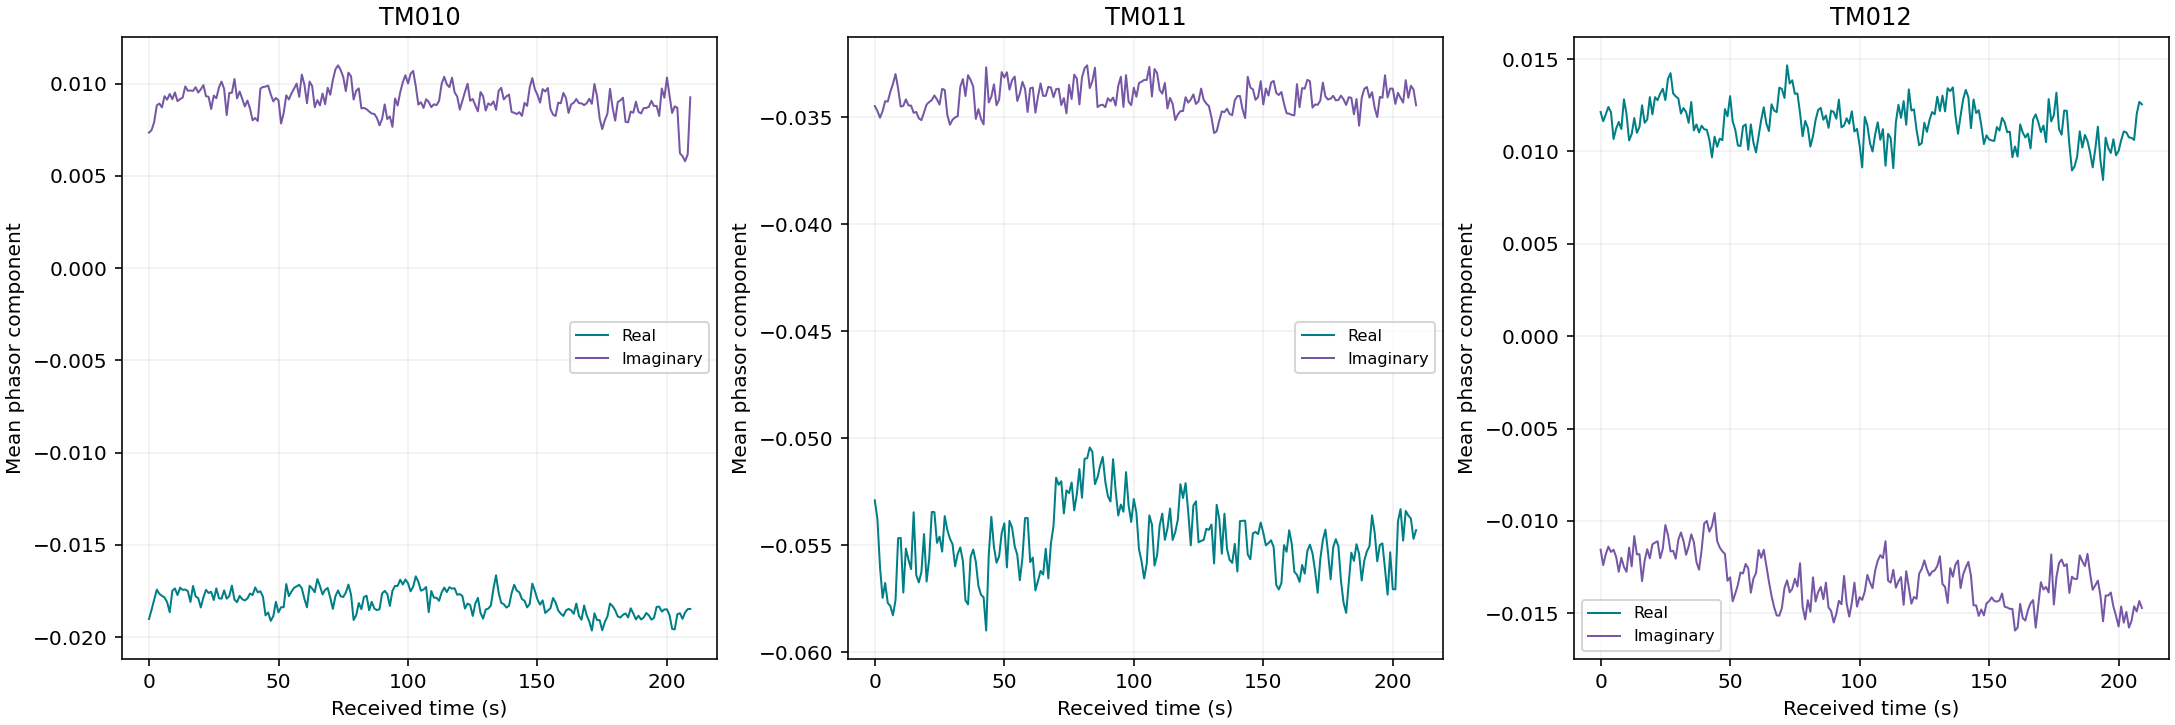 TM010
0.010
0.005
0.000
−0.005
−0.010
−0.015
−0.020
Mean phasor component
Real
Imaginary
0
50
100
150
200
Received time (s)
TM011
−0.035
−0.040
−0.045
−0.050
−0.055
−0.060
Mean phasor component
Real
Imaginary
0
50
100
150
200
Received time (s)
TM012
0.015
0.010
0.005
0.000
−0.005
−0.010
−0.015
Mean phasor component
Real
Imaginary
0
50
100
150
200
Received time (s)